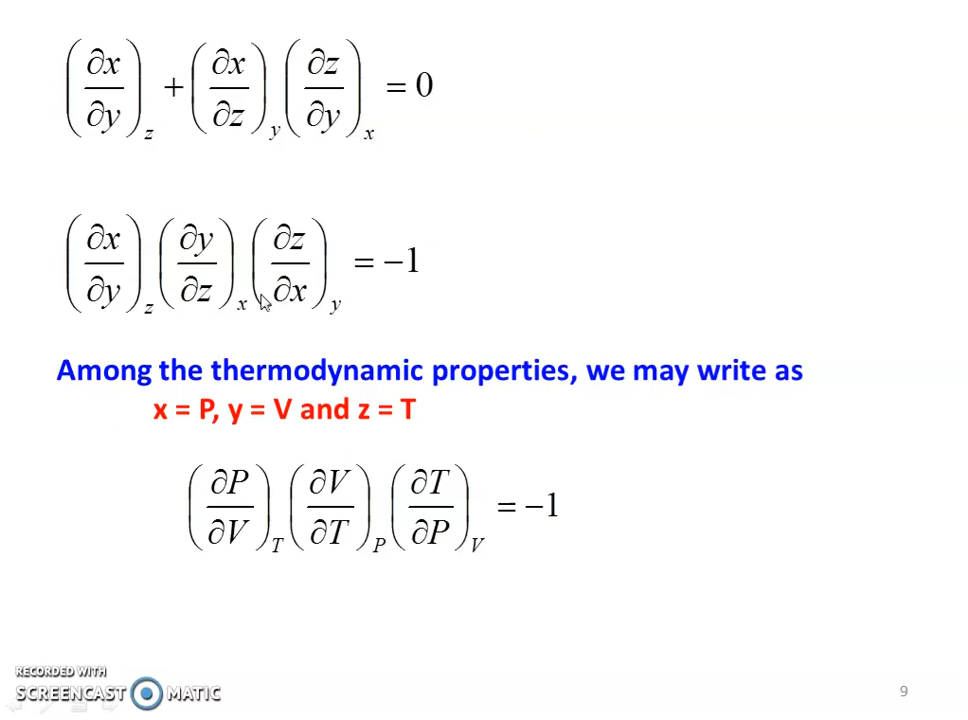 (∂x/∂y)_z + (∂x/∂z)_y (∂z/∂y)_x = 0
(∂x/∂y)_z (∂y/∂z)_x (∂z/∂x)_y = −1
Among the thermodynamic properties, we may write as
x = P, y = V and z = T
(∂P/∂V)_T (∂V/∂T)_P (∂T/∂P)_V = −1
RECORDED WITH
SCREENCAST MATIC
9